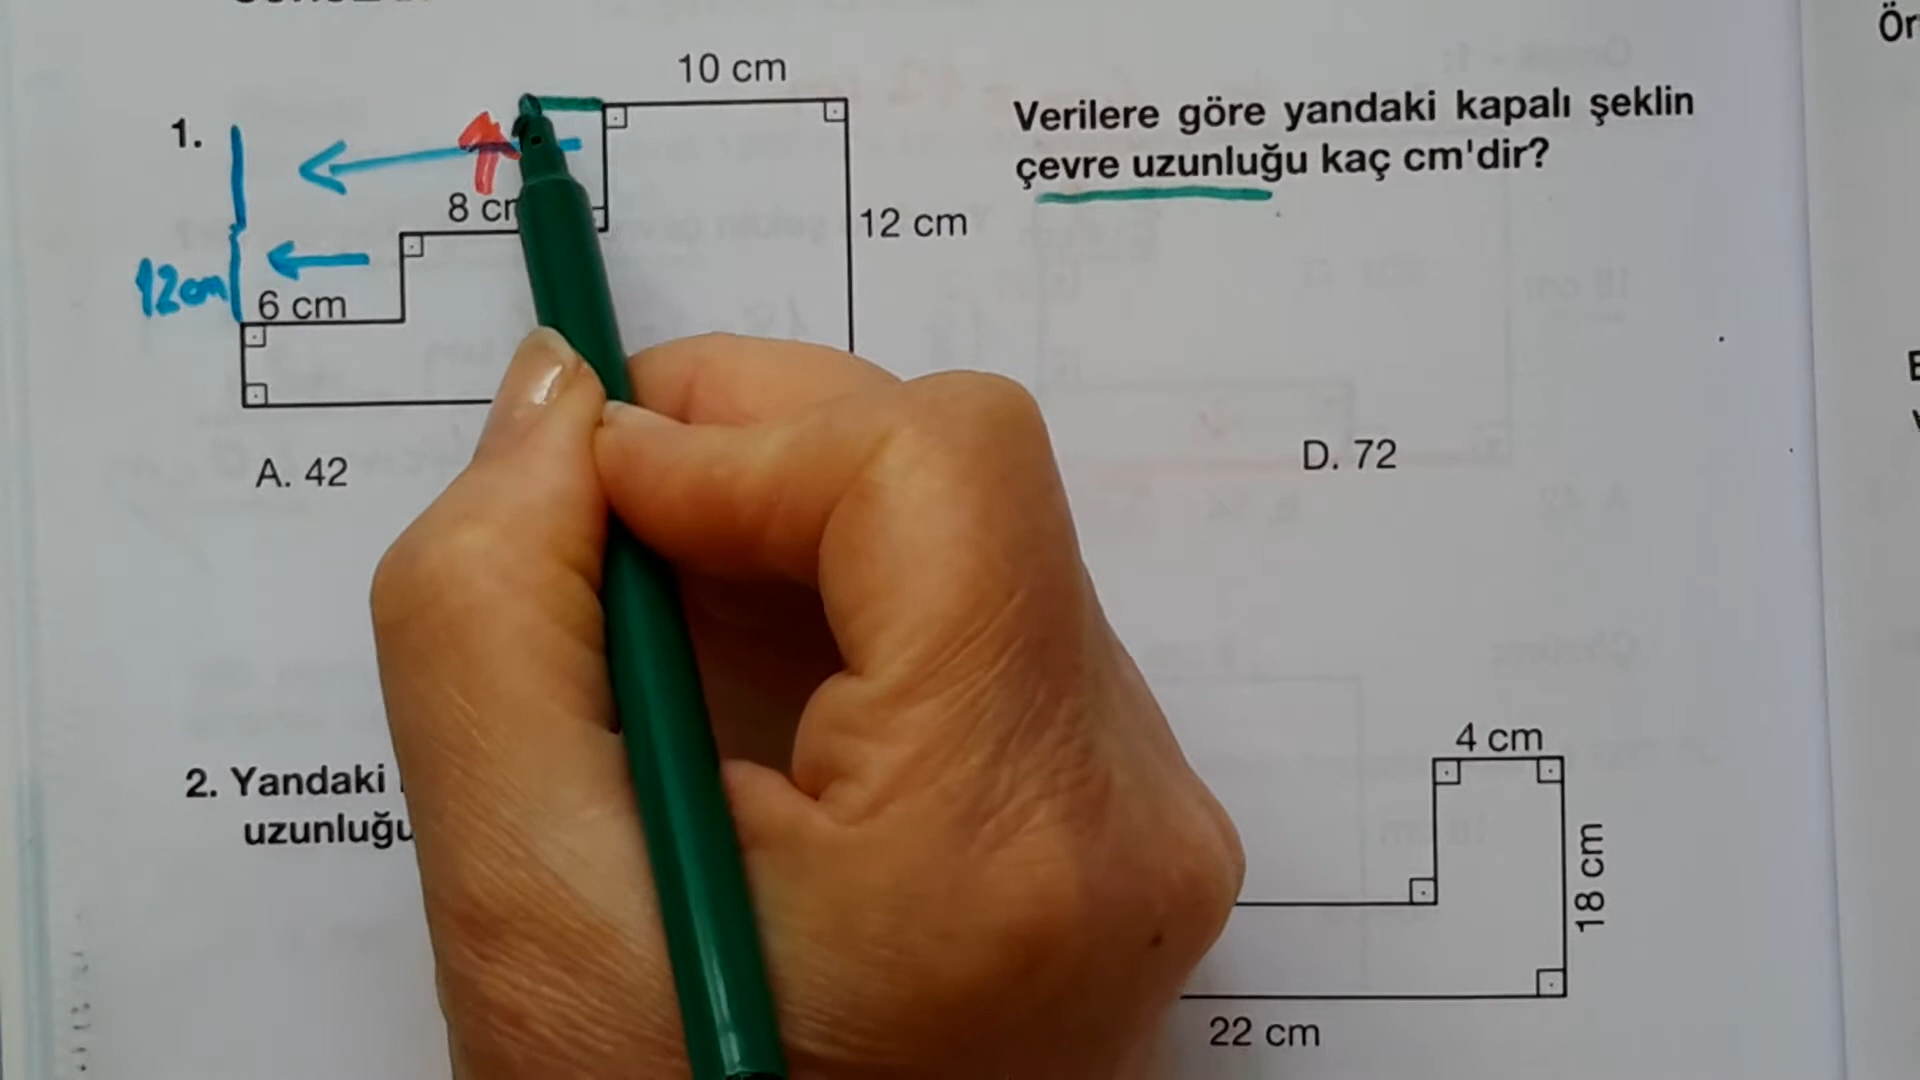 1.
10 cm
8 cm
12 cm
12cm
6 cm
Verilere göre yandaki kapalı şeklin
çevre uzunluğu kaç cm'dir?
A. 42
D. 72
2. Yandaki
uzunluğu
4 cm
18 cm
22 cm
Ör